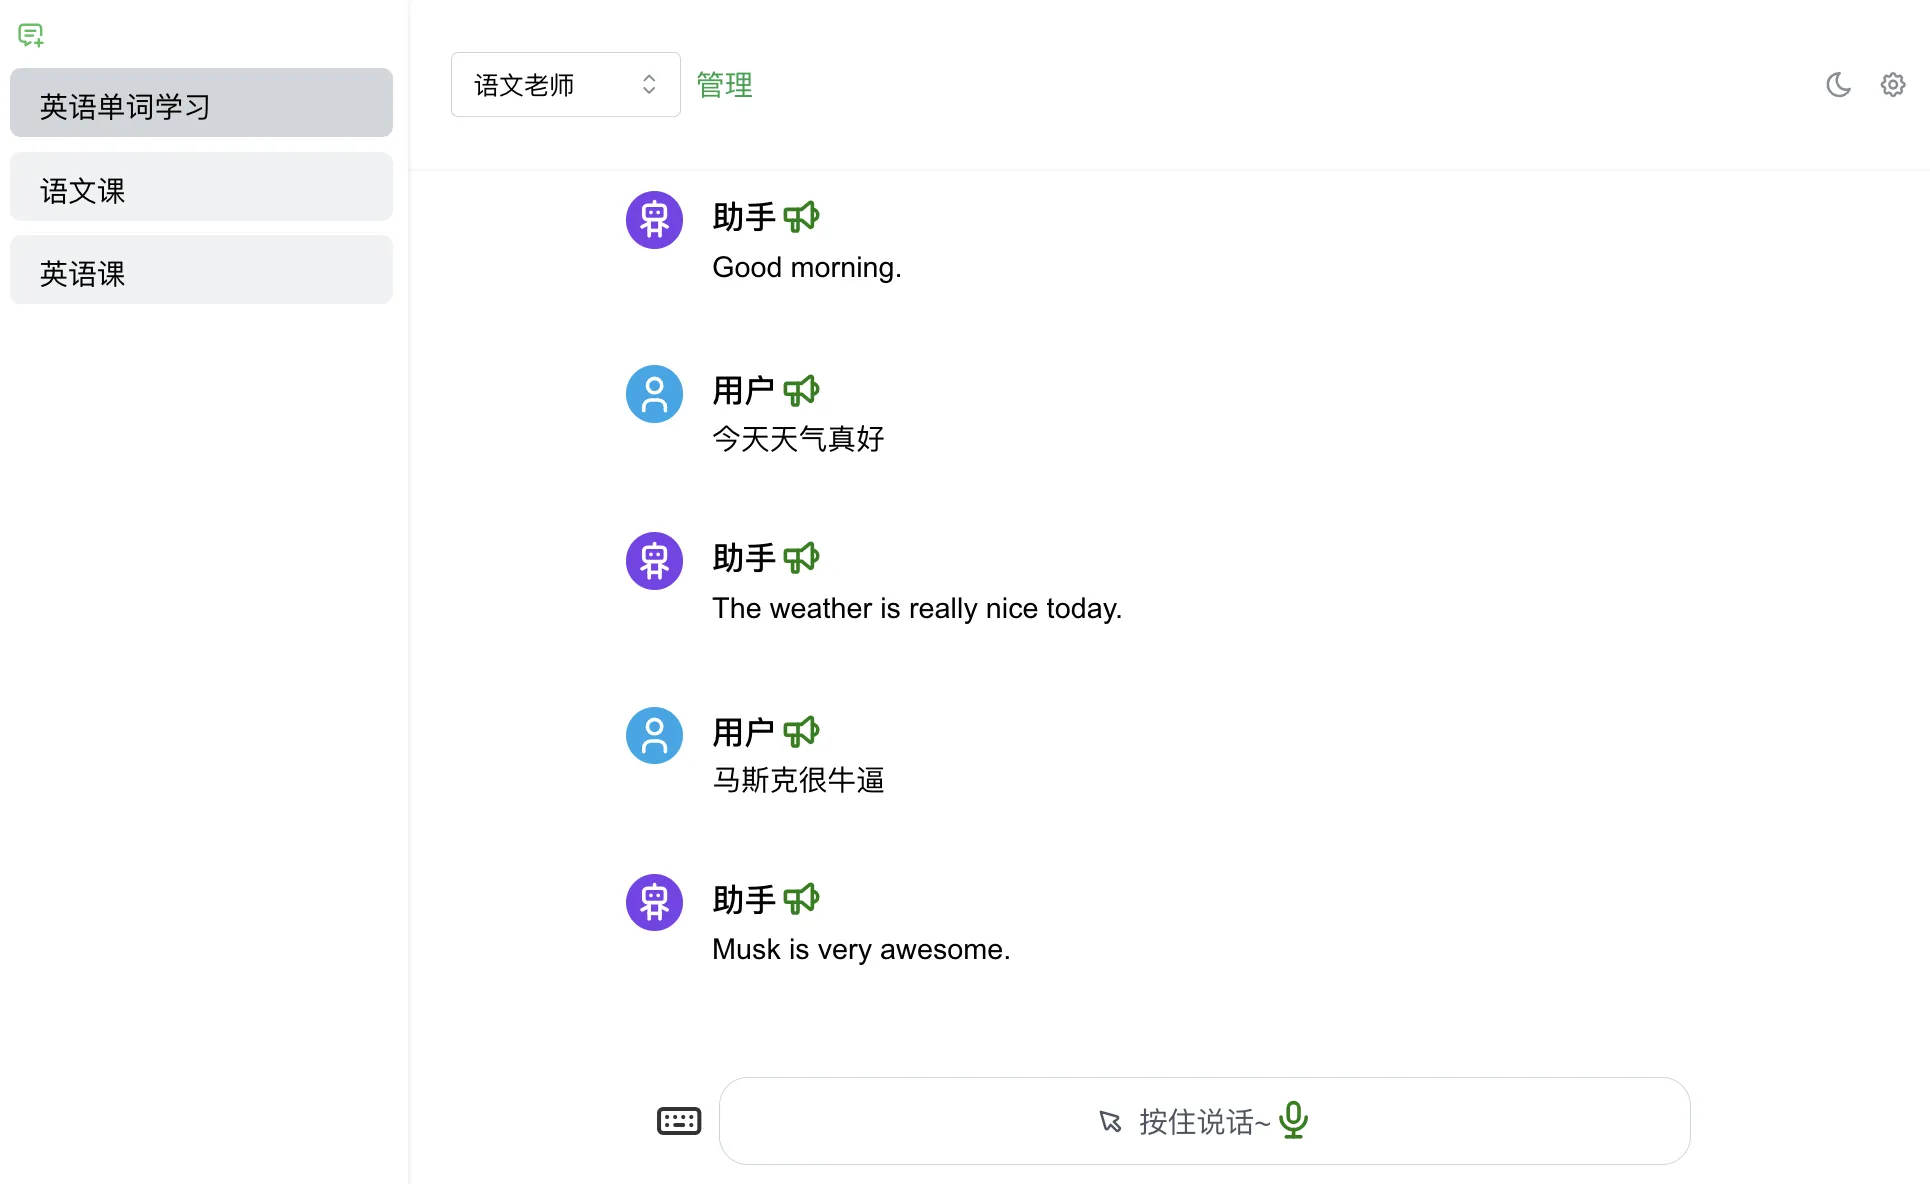 英语单词学习
语文课
英语课
语文老师
管理
助手
Good morning.
用户
今天天气真好
助手
The weather is really nice today.
用户
马斯克很牛逼
助手
Musk is very awesome.
按住说话~